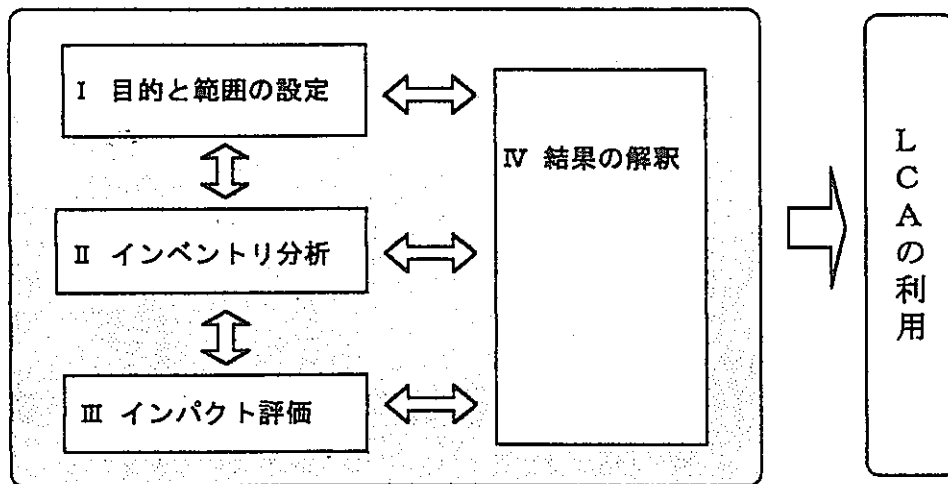 Ⅰ 目的と範囲の設定
Ⅱ インベントリ分析
Ⅲ インパクト評価
Ⅳ 結果の解釈
LCAの利用